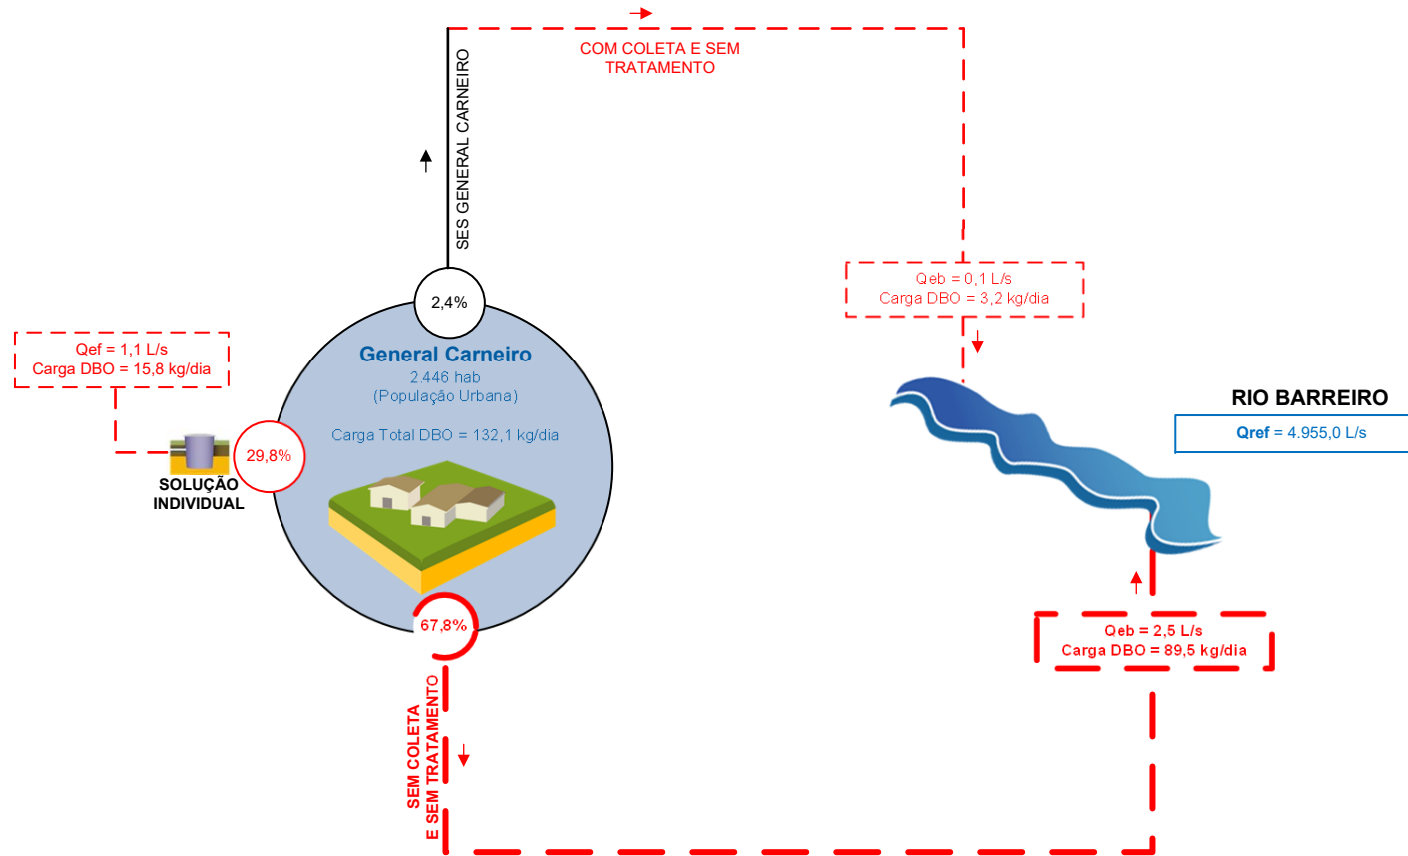 COM COLETA E SEM
TRATAMENTO
SES GENERAL CARNEIRO
Qeb = 0,1 L/s
Carga DBO = 3,2 kg/dia
2,4%
General Carneiro
2.446 hab
(População Urbana)
Carga Total DBO = 132,1 kg/dia
Qef = 1,1 L/s
Carga DBO = 15,8 kg/dia
29,8%
SOLUÇÃO
INDIVIDUAL
RIO BARREIRO
Qref = 4.955,0 L/s
67,8%
Qeb = 2,5 L/s
Carga DBO = 89,5 kg/dia
SEM COLETA
E SEM TRATAMENTO